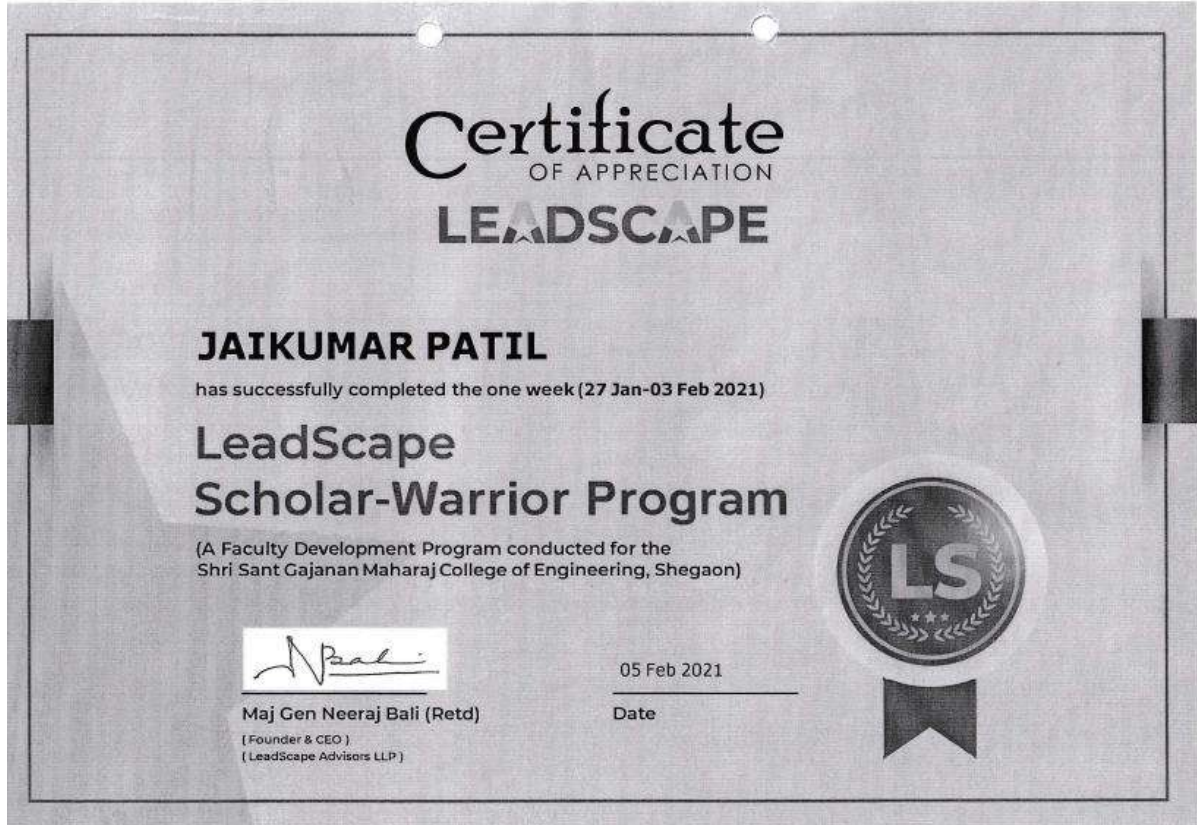 Certificate
OF APPRECIATION
LEADSCAPE
JAIKUMAR PATIL
has successfully completed the one week (27 Jan-03 Feb 2021)
LeadScape
Scholar-Warrior Program
(A Faculty Development Program conducted for the
Shri Sant Gajanan Maharaj College of Engineering, Shegaon)
LS
NBali
05 Feb 2021
Maj Gen Neeraj Bali (Retd)
Date
( Founder & CEO )
( LeadScape Advisors LLP )